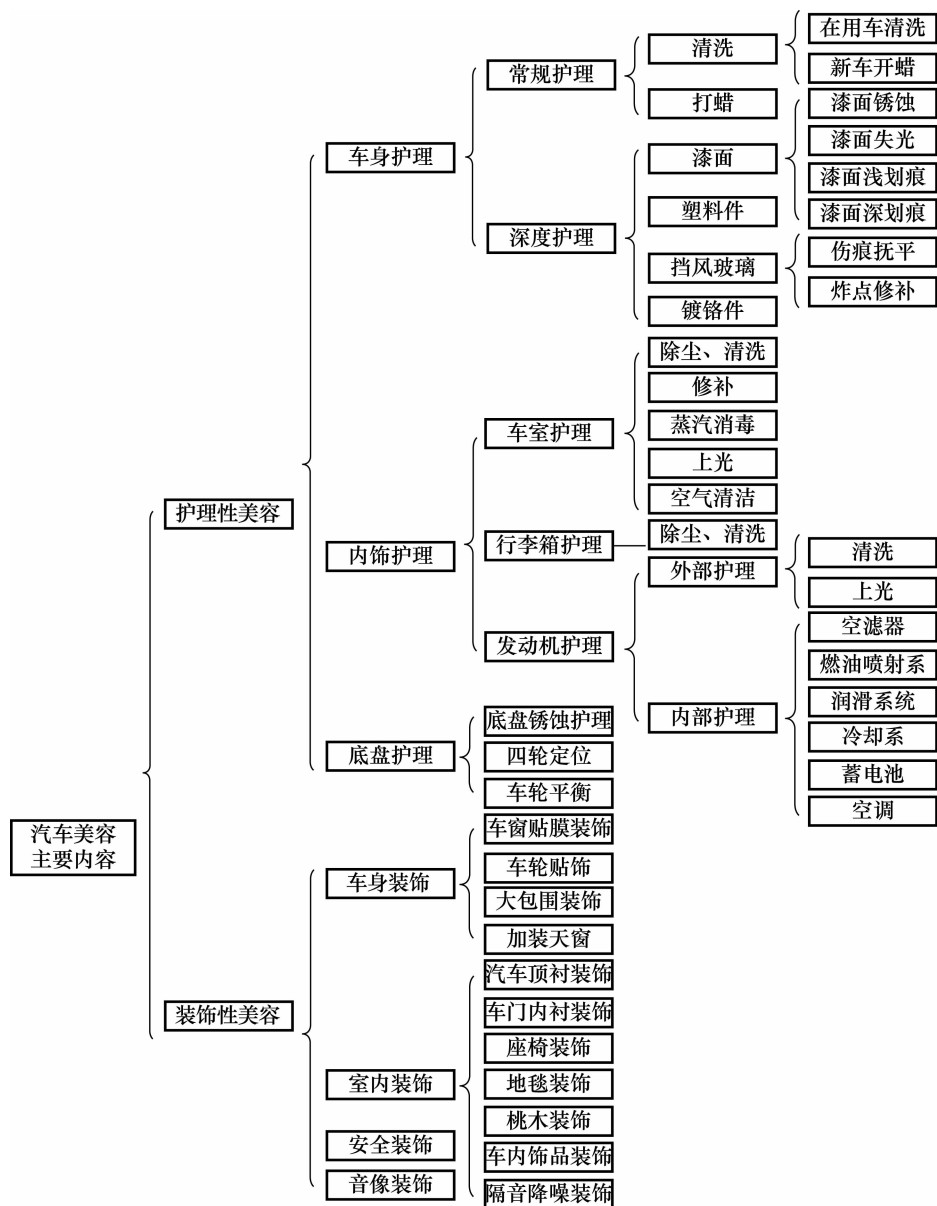 汽车美容
主要内容
护理性美容
车身护理
常规护理
清洗
在用车清洗
新车开蜡
打蜡
深度护理
漆面
漆面锈蚀
漆面失光
漆面浅划痕
漆面深划痕
塑料件
挡风玻璃
伤痕抚平
炸点修补
镀铬件
内饰护理
车室护理
除尘、清洗
修补
蒸汽消毒
上光
空气清洁
行李箱护理
除尘、清洗
发动机护理
外部护理
清洗
上光
内部护理
空滤器
燃油喷射系
润滑系统
冷却系
蓄电池
空调
底盘护理
底盘锈蚀护理
四轮定位
车轮平衡
装饰性美容
车身装饰
车窗贴膜装饰
车轮贴饰
大包围装饰
加装天窗
室内装饰
汽车顶衬装饰
车门内衬装饰
座椅装饰
地毯装饰
桃木装饰
车内饰品装饰
隔音降噪装饰
安全装饰
音像装饰